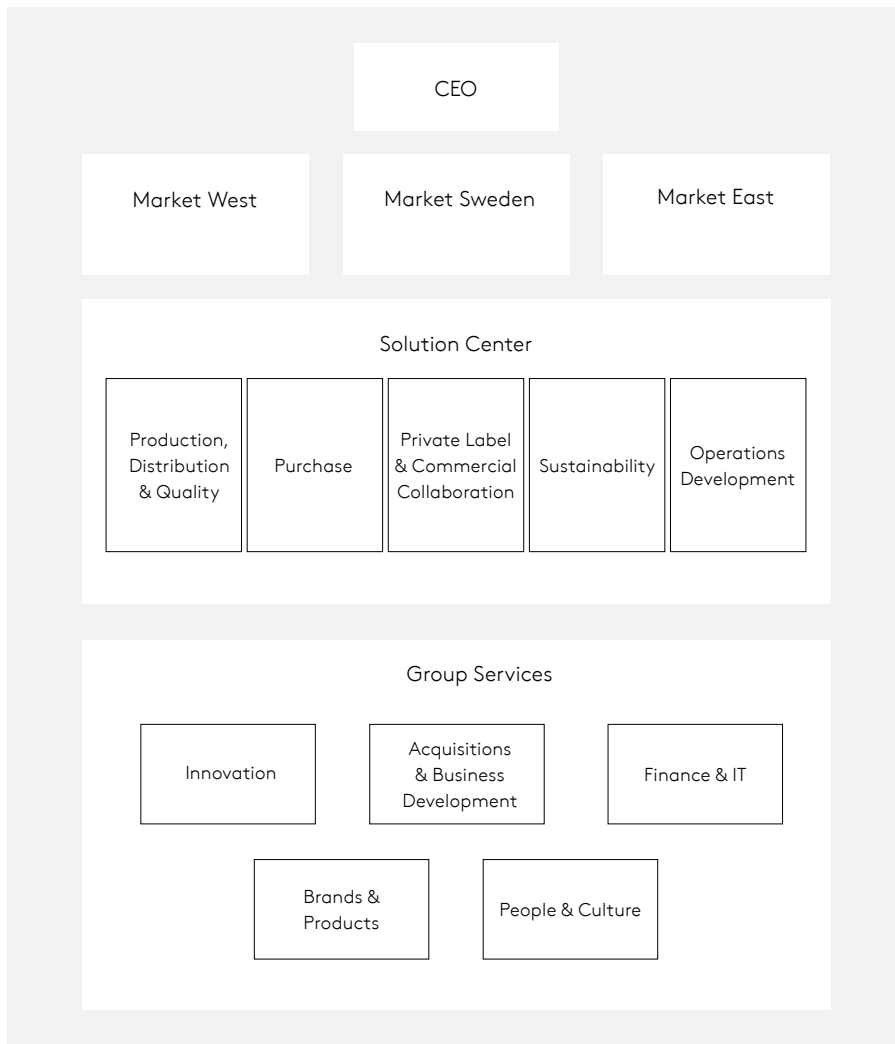 CEO
Market West
Market Sweden
Market East
Solution Center
Production,
Distribution
& Quality
Purchase
Private Label
& Commercial
Collaboration
Sustainability
Operations
Development
Group Services
Innovation
Acquisitions
& Business
Development
Finance & IT
Brands &
Products
People & Culture